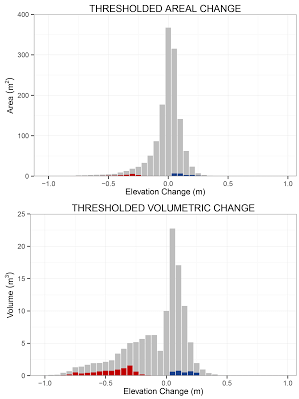 THRESHOLDED AREAL CHANGE
400
300
200
100
0
Area (m²)
-1.0 -0.5 0.0 0.5 1.0
Elevation Change (m)
THRESHOLDED VOLUMETRIC CHANGE
25
20
15
10
5
0
Volume (m³)
-1.0 -0.5 0.0 0.5 1.0
Elevation Change (m)